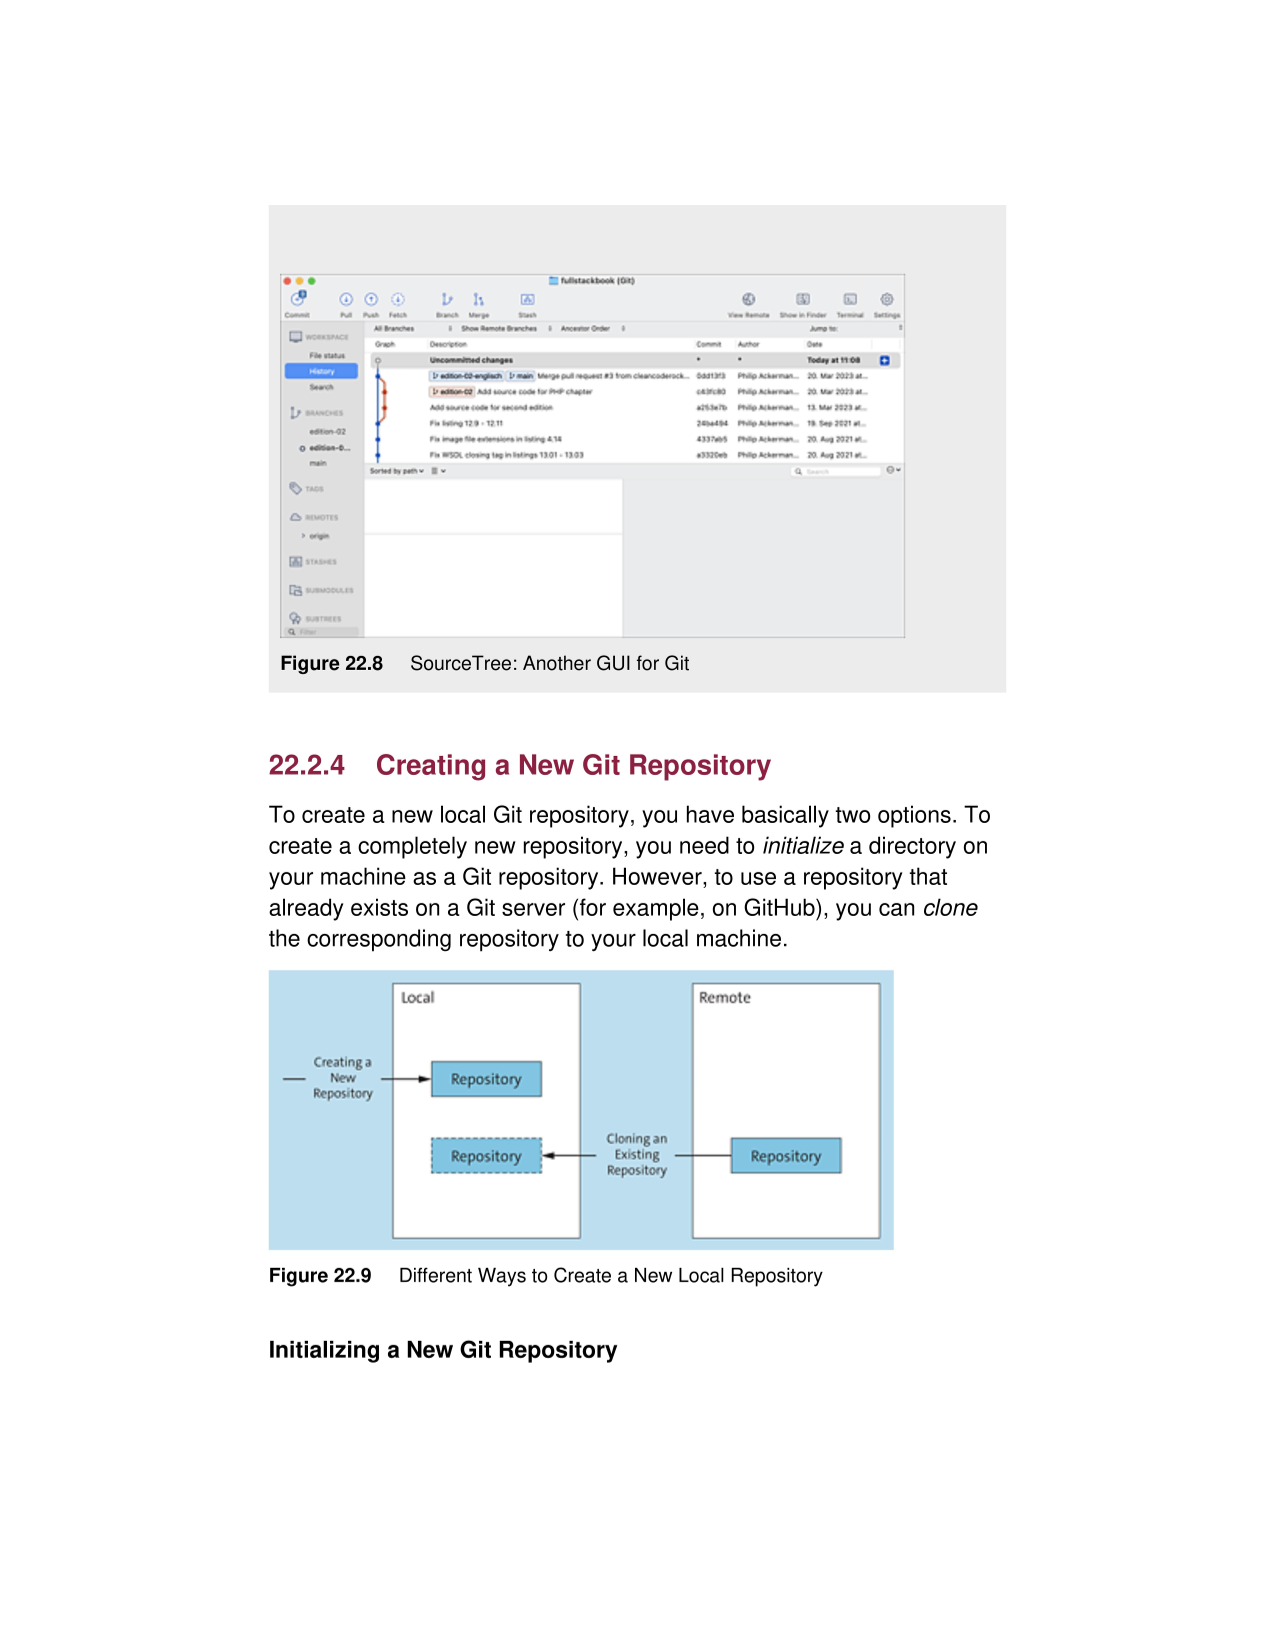 fullstackbook (Git)
Commit Pull Push Fetch Branch Merge Stash View Remote Show in Finder Terminal Settings
All Branches Show Remote Branches Ancestor Order Jump to:
Graph Description Commit Author Date
WORKSPACE
File status
History
Search
BRANCHES
edition-02
edition-0...
main
TAGS
REMOTES
origin
STASHES
SUBMODULES
SUBTREES
Filter
Uncommitted changes * * Today at 11:08
edition-02-englisch main Merge pull request #3 from cleancoderock... 0dd13f3 Philip Ackerman... 20. Mar 2023 at...
edition-02 Add source code for PHP chapter Philip Ackerman... 20. Mar 2023 at...
Add source code for second edition a253e7b Philip Ackerman... 13. Mar 2023 at...
Fix listing 12.9 - 12.11 24ba494 Philip Ackerman... 19. Sep 2021 at...
Fix image file extensions in listing 4.14 4337ab5 Philip Ackerman... 20. Aug 2021 at...
Fix WSDL closing tag in listings 13.01 - 13.03 a3320eb Philip Ackerman... 20. Aug 2021 at...
Sorted by path Search
Figure 22.8 SourceTree: Another GUI for Git
22.2.4 Creating a New Git Repository
To create a new local Git repository, you have basically two options. To
create a completely new repository, you need to initialize a directory on
your machine as a Git repository. However, to use a repository that
already exists on a Git server (for example, on GitHub), you can clone
the corresponding repository to your local machine.
Local
Remote
Creating a
New
Repository
Repository
Repository
Cloning an
Existing
Repository
Repository
Figure 22.9 Different Ways to Create a New Local Repository
Initializing a New Git Repository